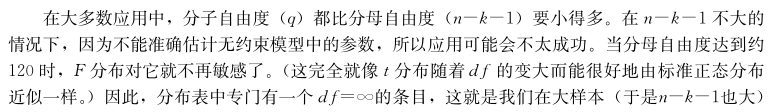 在大多数应用中，分子自由度（q）都比分母自由度（n−k−1）要小得多。在 n−k−1 不大的
情况下，因为不能准确估计无约束模型中的参数，所以应用可能会不太成功。当分母自由度达到约
120 时，F 分布对它就不再敏感了。（这完全就像 t 分布随着 df 的变大而能很好地由标准正态分布
近似一样。）因此，分布表中专门有一个 df=∞的条目，这就是我们在大样本（于是n−k−1也大）